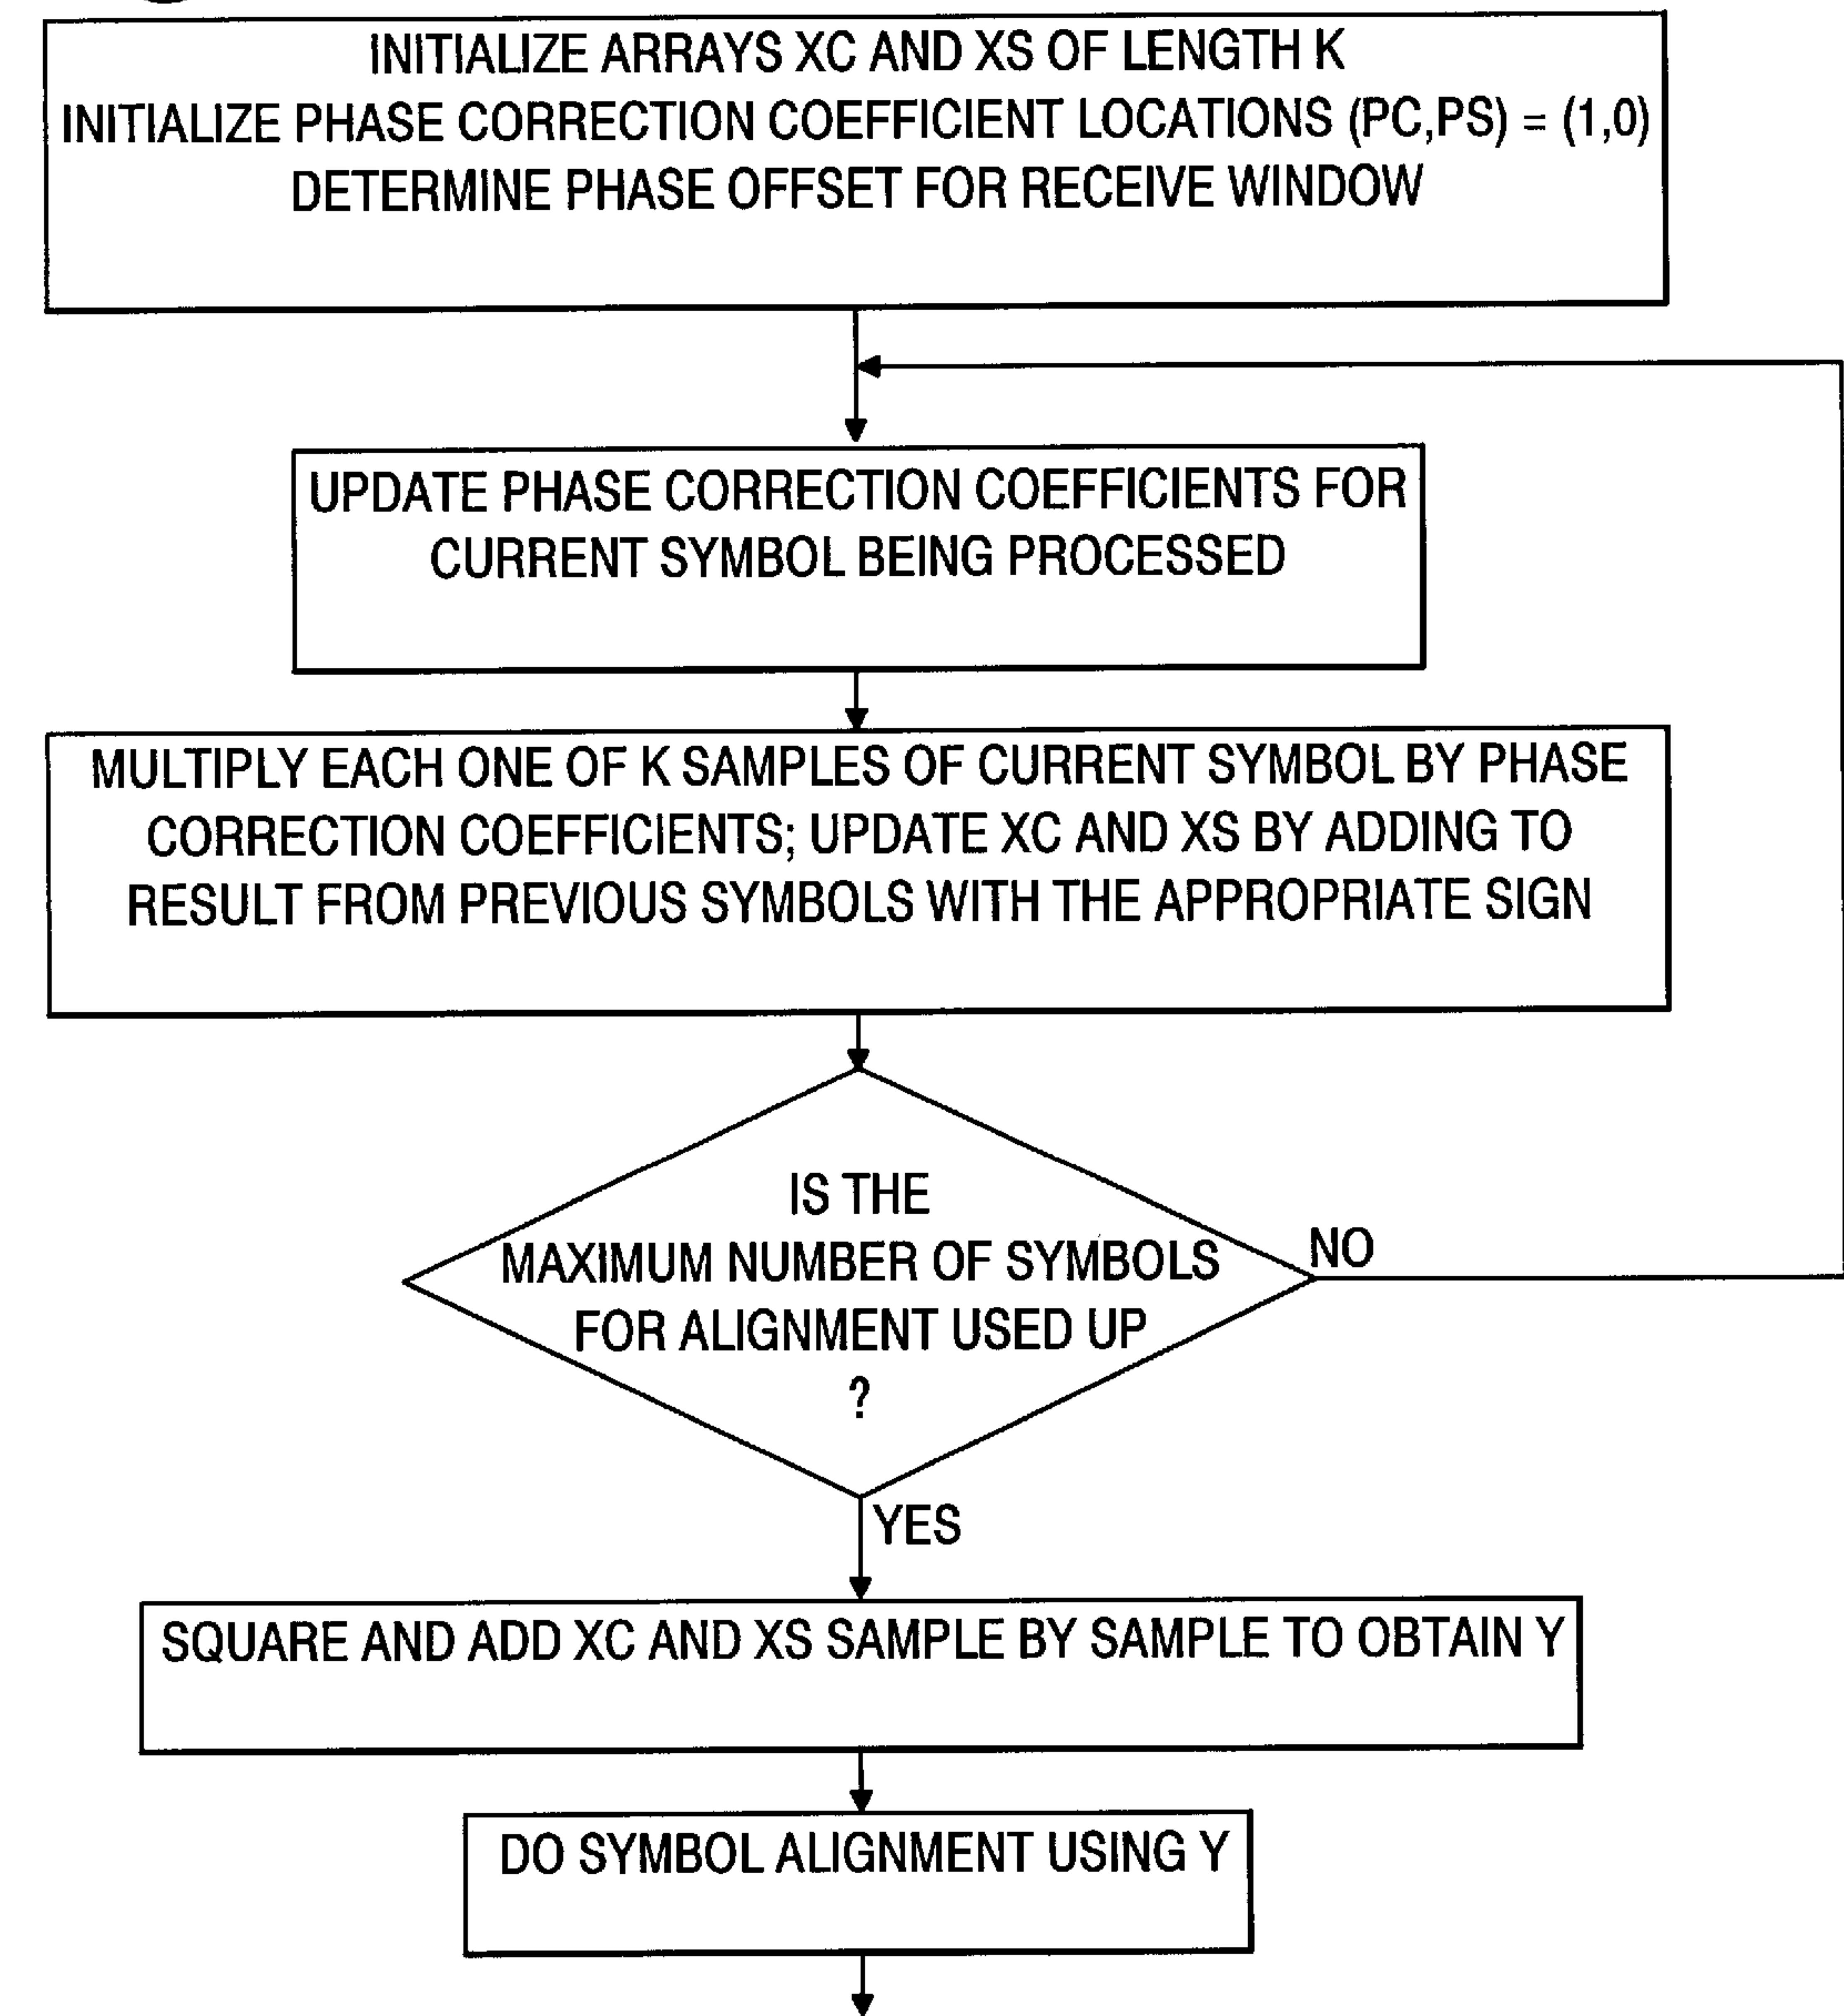 INITIALIZE ARRAYS XC AND XS OF LENGTH K
INITIALIZE PHASE CORRECTION COEFFICIENT LOCATIONS (PC,PS) = (1,0)
DETERMINE PHASE OFFSET FOR RECEIVE WINDOW
UPDATE PHASE CORRECTION COEFFICIENTS FOR
CURRENT SYMBOL BEING PROCESSED
MULTIPLY EACH ONE OF K SAMPLES OF CURRENT SYMBOL BY PHASE
CORRECTION COEFFICIENTS; UPDATE XC AND XS BY ADDING TO
RESULT FROM PREVIOUS SYMBOLS WITH THE APPROPRIATE SIGN
IS THE
MAXIMUM NUMBER OF SYMBOLS
FOR ALIGNMENT USED UP
?
NO
YES
SQUARE AND ADD XC AND XS SAMPLE BY SAMPLE TO OBTAIN Y
DO SYMBOL ALIGNMENT USING Y